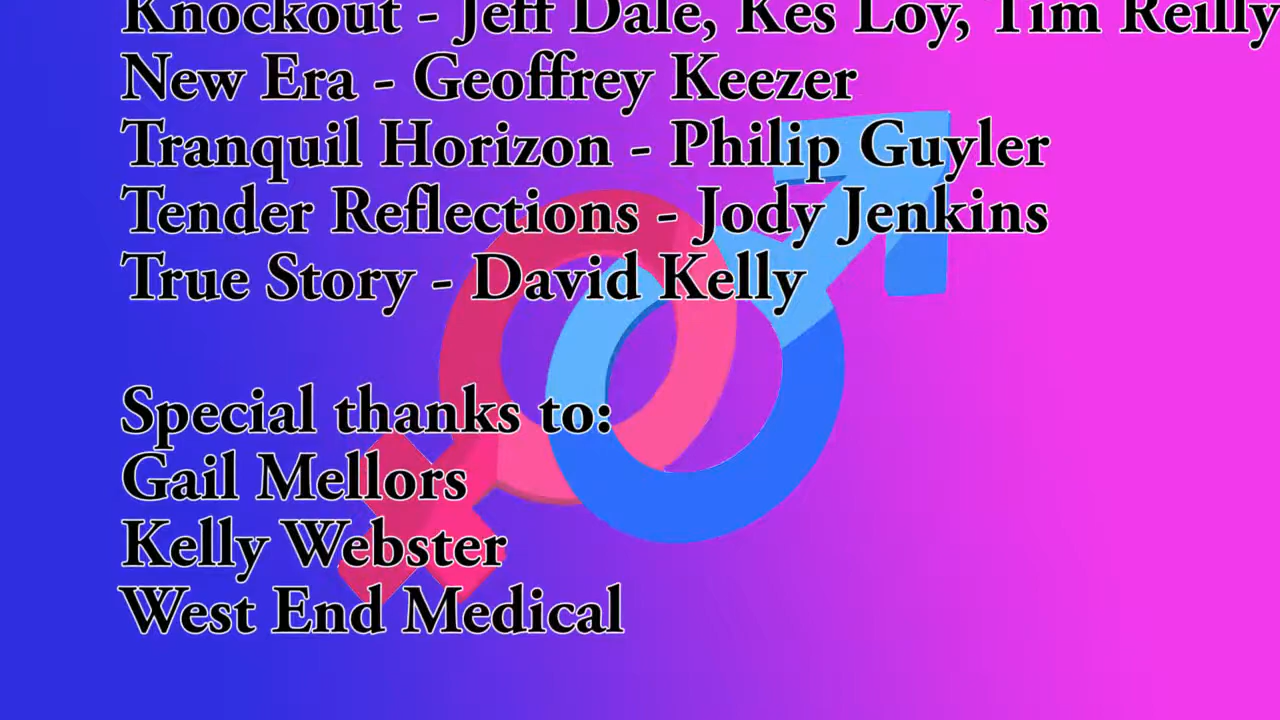 Knockout - Jeff Dale, Kes Loy, Tim Reilly
New Era - Geoffrey Keezer
Tranquil Horizon - Philip Guyler
Tender Reflections - Jody Jenkins
True Story - David Kelly
Special thanks to:
Gail Mellors
Kelly Webster
West End Medical